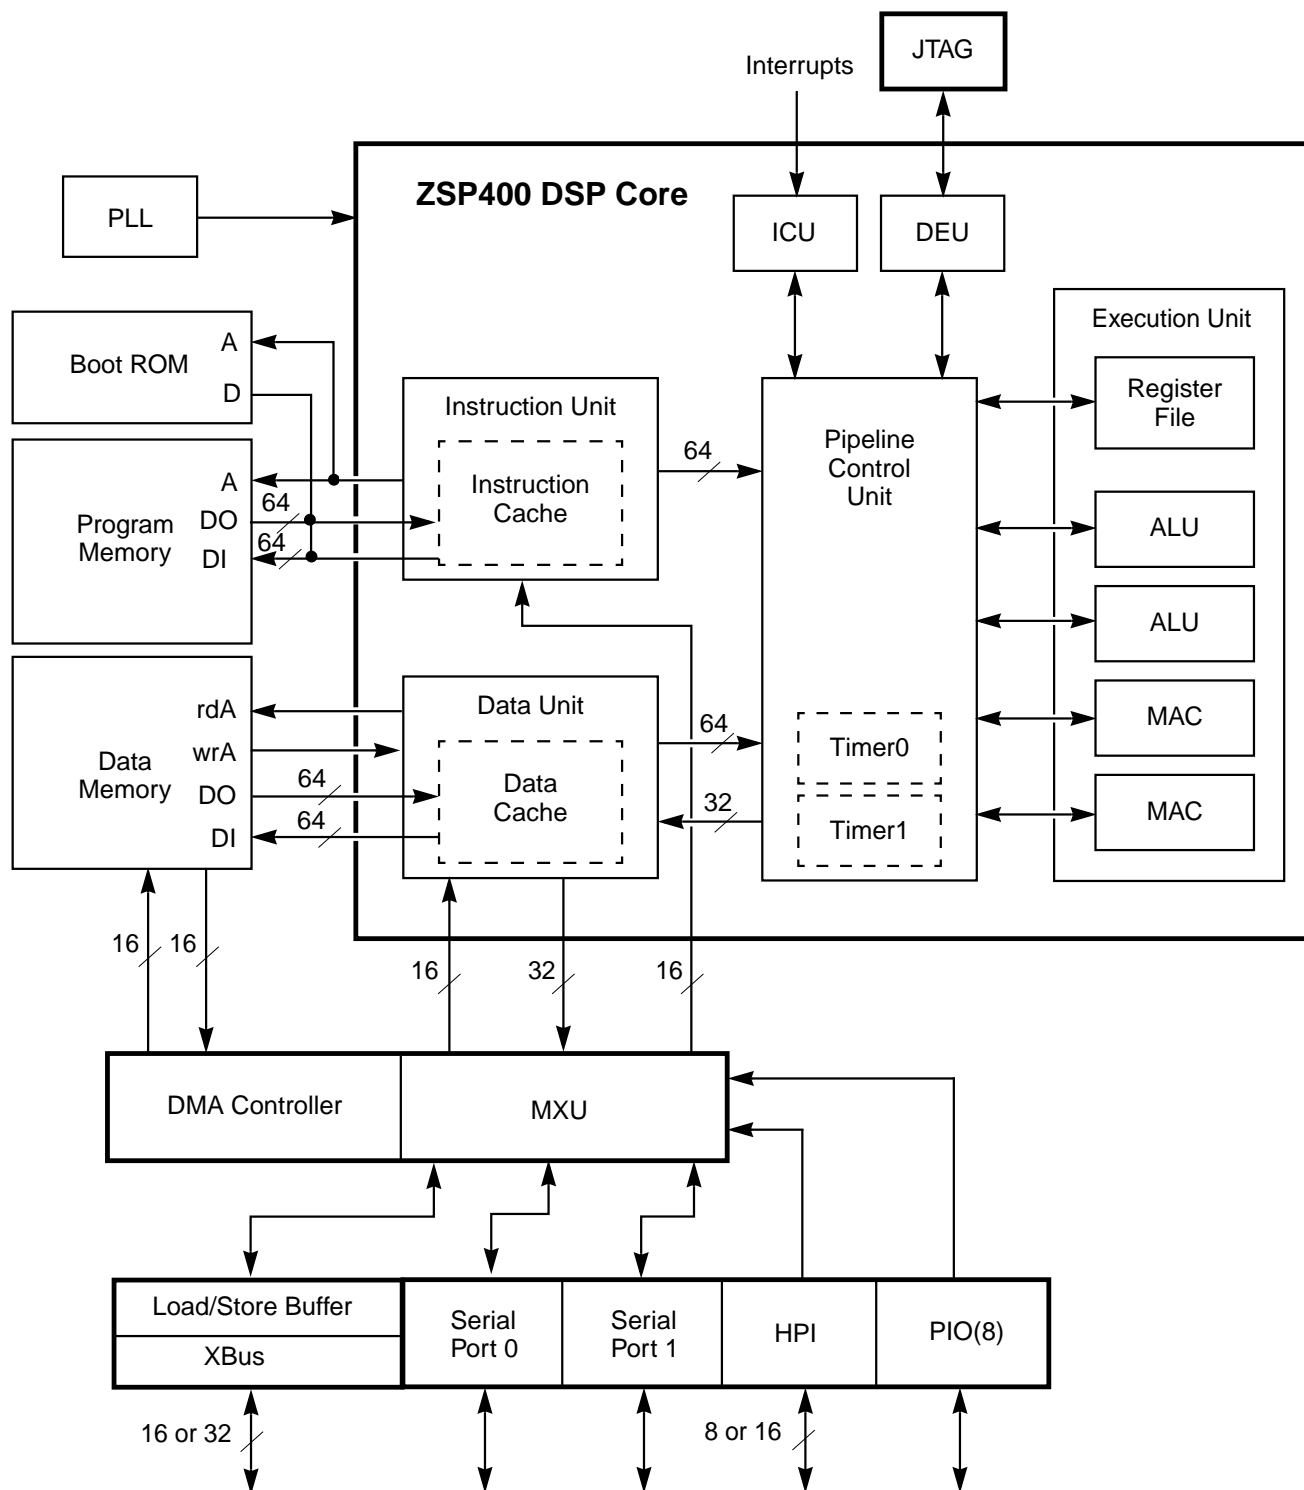 JTAG
Interrupts
ZSP400 DSP Core
PLL
ICU
DEU
Execution Unit
A
Boot ROM
D
Instruction Unit
Register
File
Pipeline
Control
Unit
64
A
Instruction
Cache
64
DO
Program
Memory
64
DI
ALU
ALU
rdA
Data Unit
64
MAC
wrA
Timer0
Data
Memory
64
DO
Data
Cache
32
64
DI
Timer1
MAC
16
16
16
32
16
DMA Controller
MXU
Load/Store Buffer
XBus
Serial
Port 0
Serial
Port 1
HPI
PIO(8)
16 or 32
8 or 16